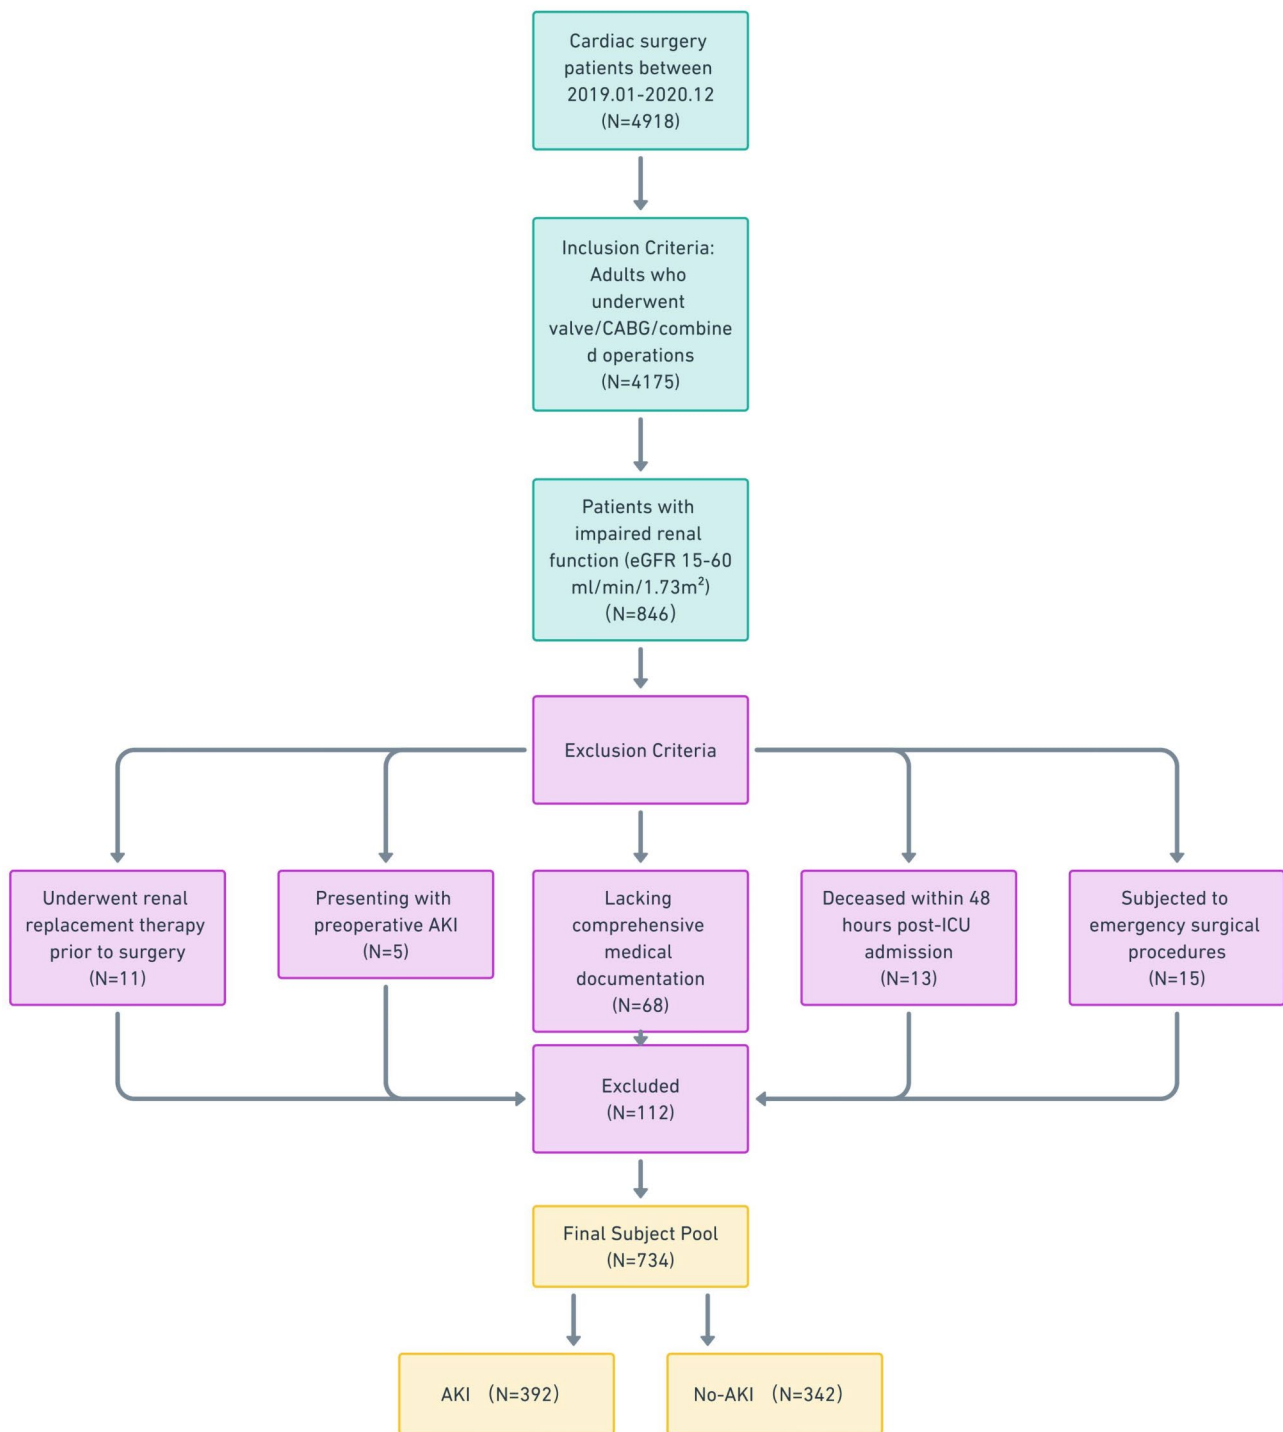 Cardiac surgery
patients between
2019.01-2020.12
(N=4918)
Inclusion Criteria:
Adults who
underwent
valve/CABG/combine
d operations
(N=4175)
Patients with
impaired renal
function (eGFR 15-60
ml/min/1.73m²)
(N=846)
Exclusion Criteria
Underwent renal
replacement therapy
prior to surgery
(N=11)
Presenting with
preoperative AKI
(N=5)
Lacking
comprehensive
medical
documentation
(N=68)
Deceased within 48
hours post-ICU
admission
(N=13)
Subjected to
emergency surgical
procedures
(N=15)
Excluded
(N=112)
Final Subject Pool
(N=734)
AKI (N=392)
No-AKI (N=342)